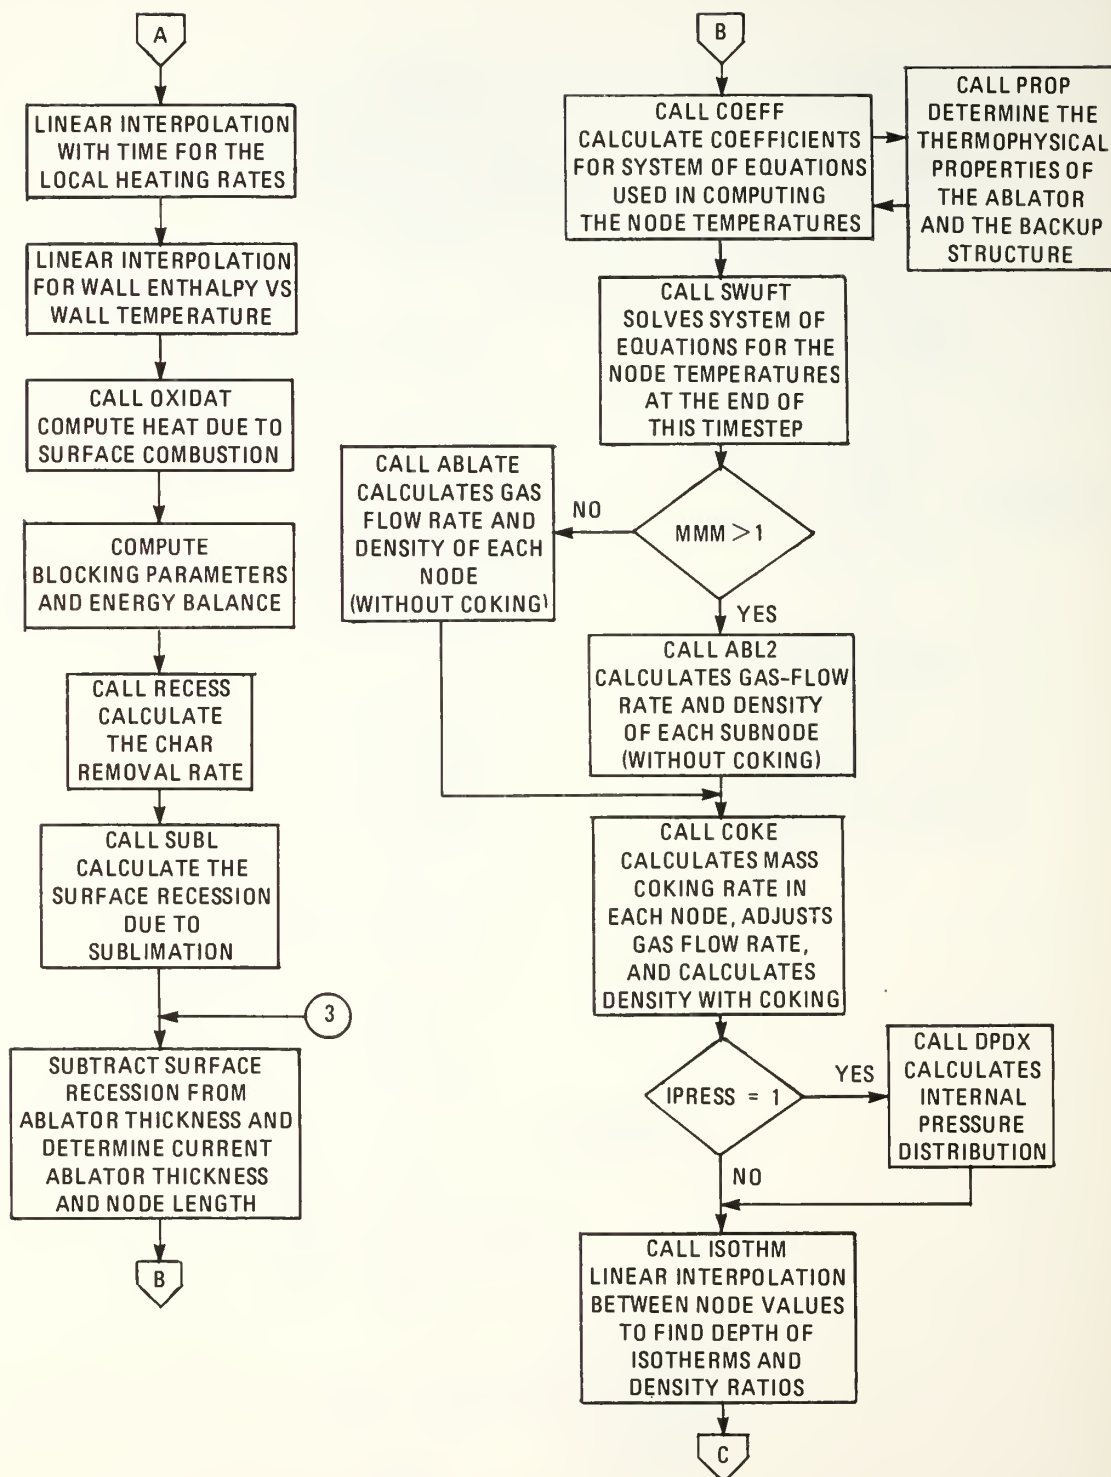 A
LINEAR INTERPOLATION
WITH TIME FOR THE
LOCAL HEATING RATES
LINEAR INTERPOLATION
FOR WALL ENTHALPY VS
WALL TEMPERATURE
CALL OXIDAT
COMPUTE HEAT DUE TO
SURFACE COMBUSTION
COMPUTE
BLOCKING PARAMETERS
AND ENERGY BALANCE
CALL RECESS
CALCULATE
THE CHAR
REMOVAL RATE
CALL SUBL
CALCULATE THE
SURFACE RECESSION
DUE TO
SUBLIMATION
3
SUBTRACT SURFACE
RECESSION FROM
ABLATOR THICKNESS AND
DETERMINE CURRENT
ABLATOR THICKNESS
AND NODE LENGTH
B
B
CALL COEFF
CALCULATE COEFFICIENTS
FOR SYSTEM OF EQUATIONS
USED IN COMPUTING
THE NODE TEMPERATURES
CALL PROP
DETERMINE THE
THERMOPHYSICAL
PROPERTIES OF
THE ABLATOR
AND THE BACKUP
STRUCTURE
CALL SWUFT
SOLVES SYSTEM OF
EQUATIONS FOR THE
NODE TEMPERATURES
AT THE END OF
THIS TIMESTEP
MMM > 1
NO
CALL ABLATE
CALCULATES GAS
FLOW RATE AND
DENSITY OF EACH
NODE
(WITHOUT COKING)
YES
CALL ABL2
CALCULATES GAS-FLOW
RATE AND DENSITY
OF EACH SUBNODE
(WITHOUT COKING)
CALL COKE
CALCULATES MASS
COKING RATE IN
EACH NODE, ADJUSTS
GAS FLOW RATE,
AND CALCULATES
DENSITY WITH COKING
IPRESS = 1
YES
CALL DPDX
CALCULATES
INTERNAL
PRESSURE
DISTRIBUTION
NO
CALL ISOTHM
LINEAR INTERPOLATION
BETWEEN NODE VALUES
TO FIND DEPTH OF
ISOTHERMS AND
DENSITY RATIOS
C